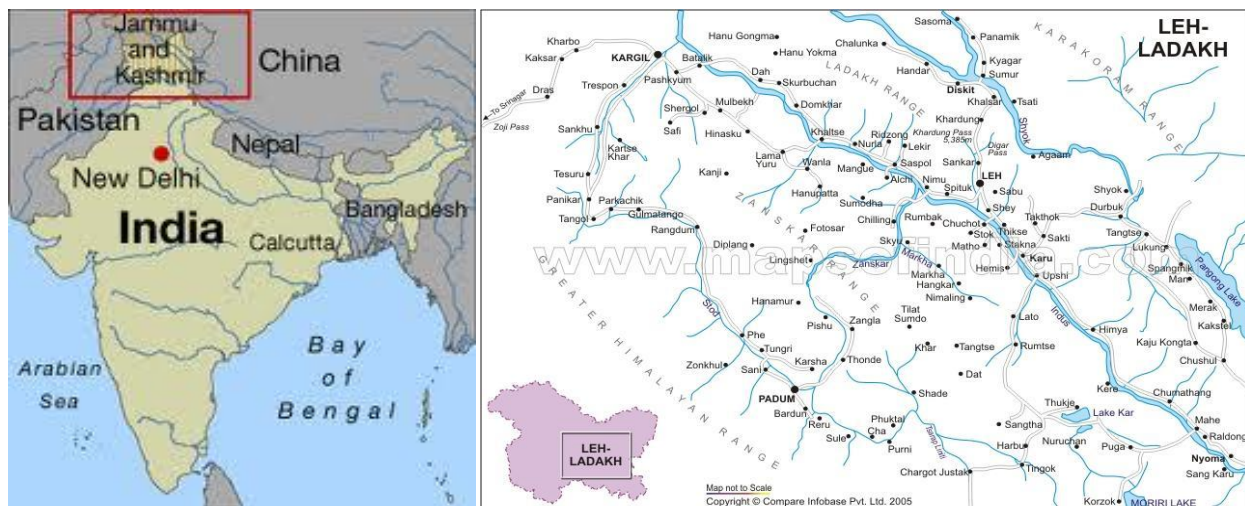 Jammu
and
Kashmir
China
Pakistan
Nepal
New Delhi
India
Bangladesh
Calcutta
Arabian
Sea
Bay
of
Bengal
LEH-
LADAKH
Sasoma
Panamik
Hanu Gongma
Chalunka
Kharbo
Hanu Yokma
KARAKORAM RANGE
Kaksar
KARGIL
Batalik
Kyagar
Handar
Sumur
Pashkyum
Dah
Skurbuchan
LADAKH RANGE
Diskit
Trespon
Dras
Khalsar
Tsati
To Srinagar
Zoji Pass
Shergol
Mulbekh
Domkhar
Safi
Khardung
Shyok
Sankhu
Hinasku
Khaltse
Ridzong
Khardung Pass
5,385m
Nurla
Lekir
Digar
Pass
Kartse
Khar
Lama
Yuru
Wanla
Mangue
Saspol
Sankar
Agaam
Tesuru
Kanji
Alchi
Nimu
LEH
Hanupatta
Spituk
Sabu
Shyok
Panikar
Parkachik
ZANSKAR RANGE
Sumodha
Shey
Durbuk
Tangol
Gulmatango
Chilling
Rumbak
Chuchot
Takthok
Rangdum
Fotosar
Thikse
Tangtse
Stok
Sakti
Lukung
Diplang
Skyu
Matho
Stakna
www.mapsofindia.com
Lingshet
Zanskar
Markha
Karu
Spangmik
Pangong Lake
GREATER HIMALAYAN RANGE
Markha
Hemis
Upshi
Man
Hangkar
Nimaling
Hanamur
Merak
Stod
Tilat
Sumdo
Indus
Pishu
Zangla
Lato
Kakstet
Phe
Himya
Tungri
Khar
Tangtse
Rumtse
Kaju Kongta
Zonkhul
Karsha
Thonde
Chushul
Sani
Dat
Kere
PADUM
Shade
Chumathang
Bardun
Thukje
Lake Kar
Reru
Phuktal
Sangtha
Mahe
Sule
Cha
Nuruchan
Raldong
Purni
Harbu
Puga
LEH-
LADAKH
Nyoma
Chargot Justak
Tingok
Sang Karu
Map not to Scale
Copyright © Compare Infobase Pvt. Ltd. 2005
Korzok
MORIRI LAKE